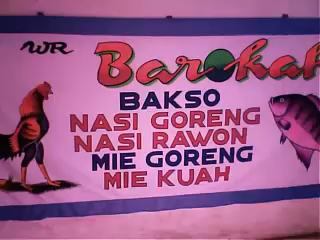 WR
Barokah
BAKSO
NASI GORENG
NASI RAWON
MIE GORENG
MIE KUAH